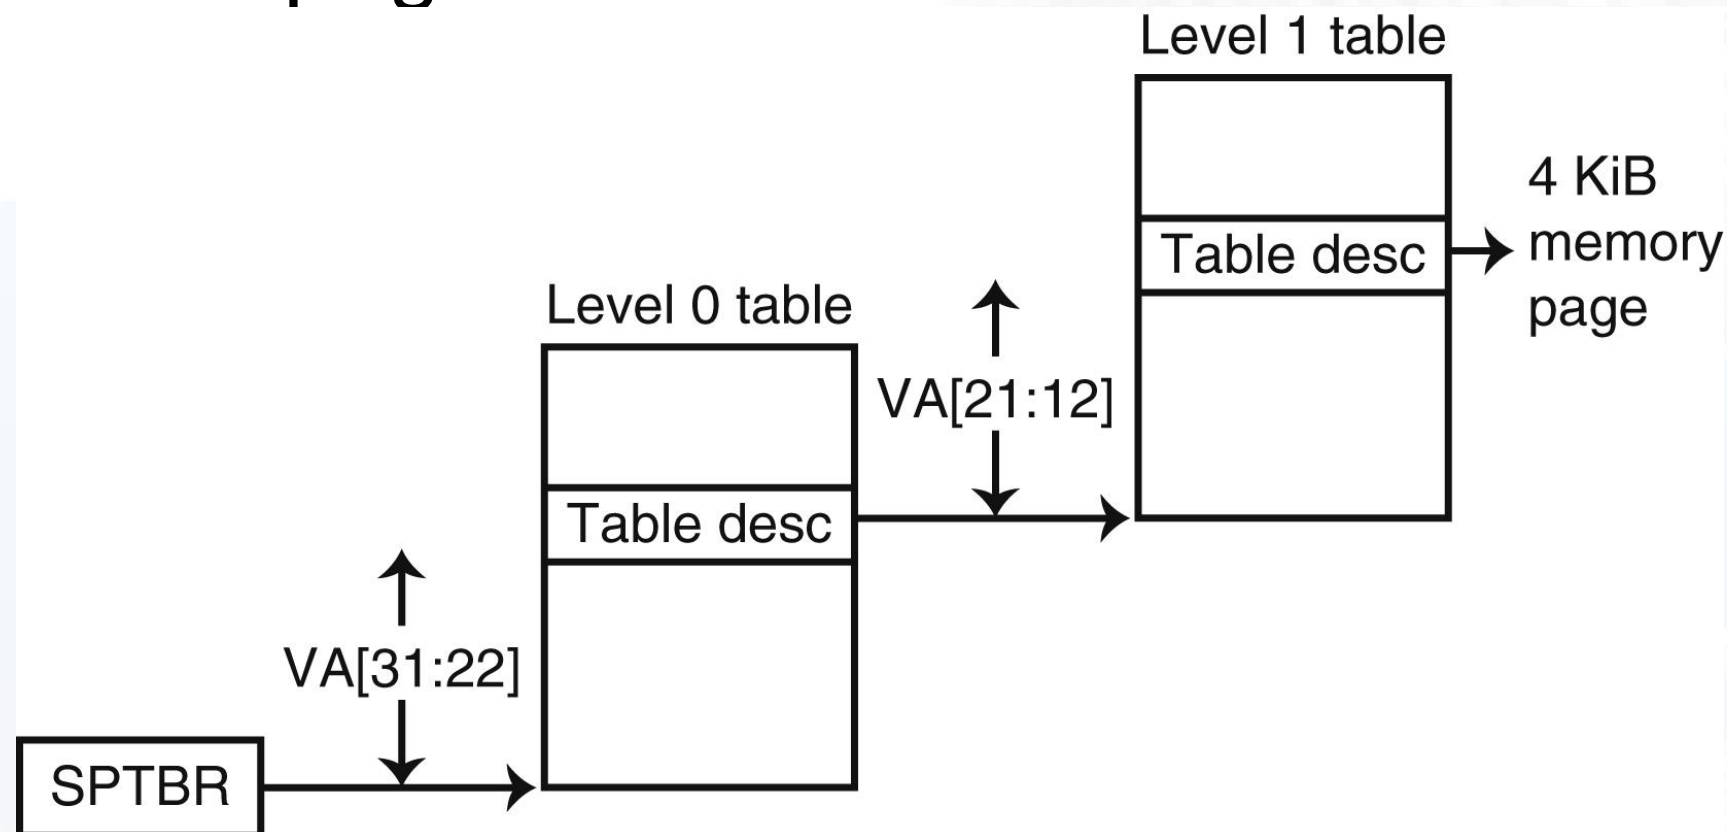 Level 1 table
4 KiB
memory
page
Table desc
Level 0 table
VA[21:12]
Table desc
VA[31:22]
SPTBR